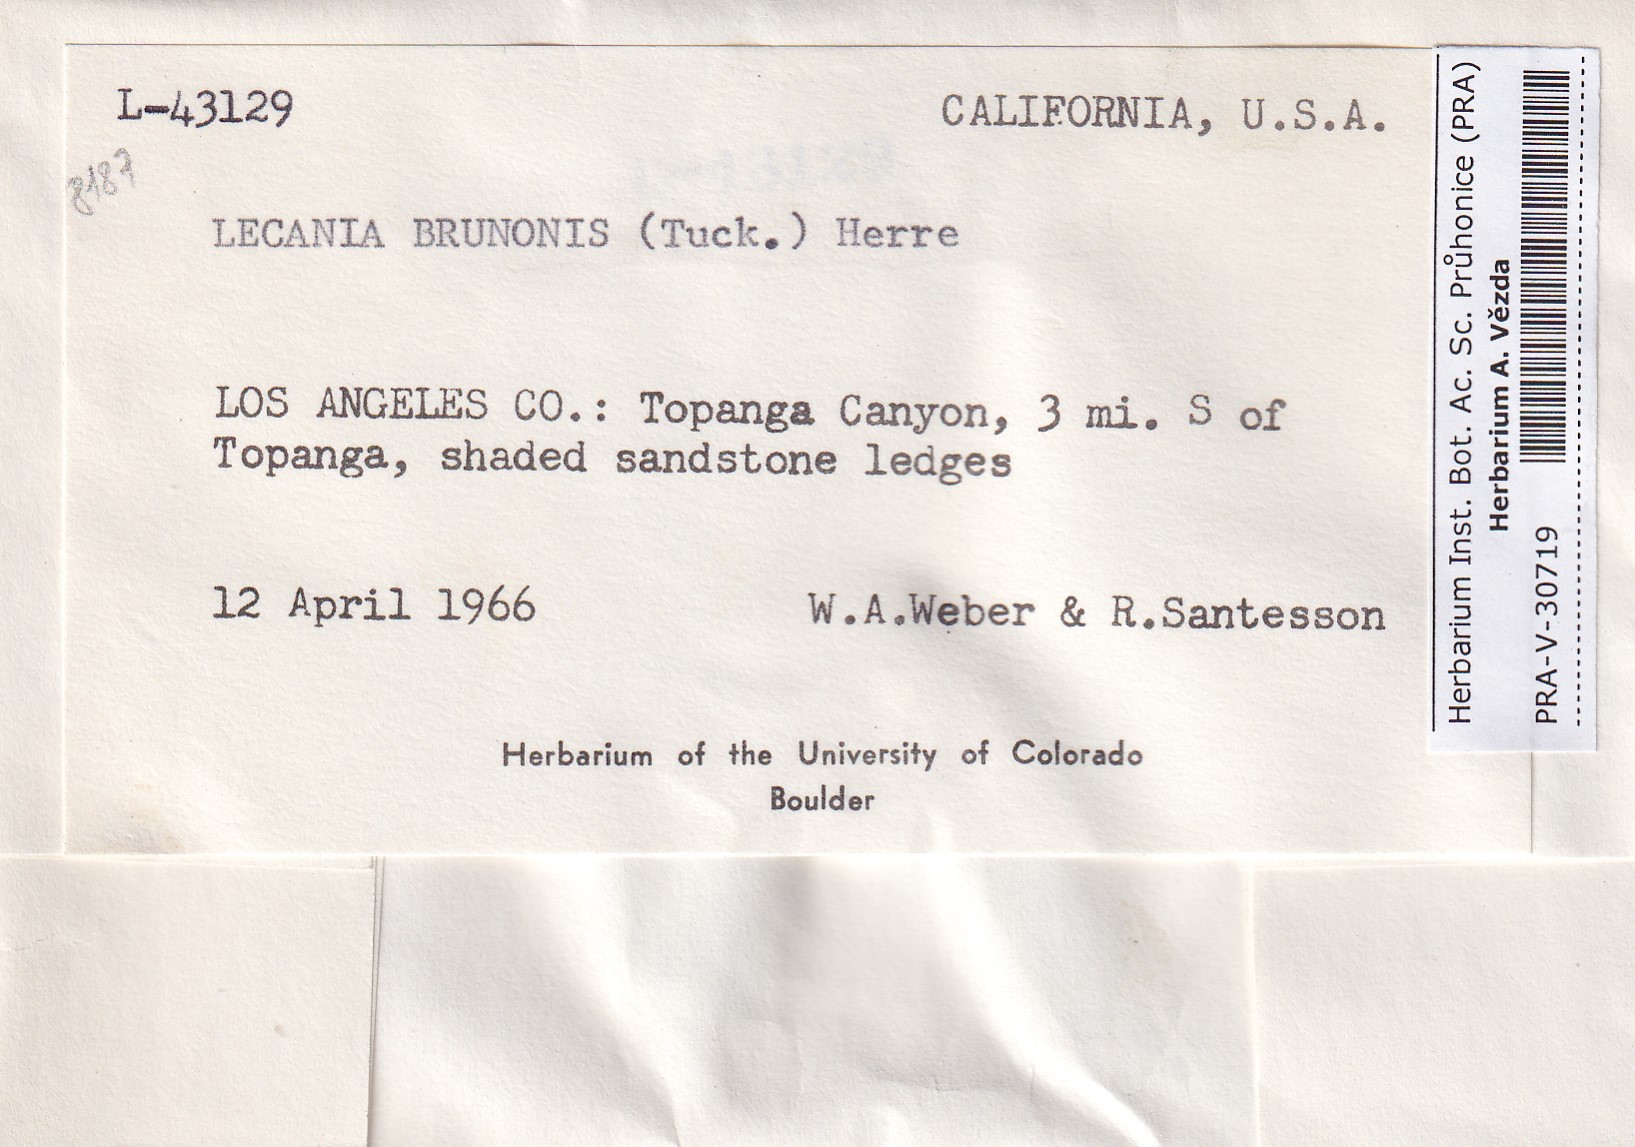 L-43129
CALIFORNIA, U.S.A.
8187
LECANIA BRUNONIS (Tuck.) Herre
LOS ANGELES CO.: Topanga Canyon, 3 mi. S of
Topanga, shaded sandstone ledges
12 April 1966
W.A.Weber & R.Santesson
Herbarium of the University of Colorado
Boulder
Herbarium Inst. Bot. Ac. Sc. Průhonice (PRA)
Herbarium A. Vězda
PRA-V-30719